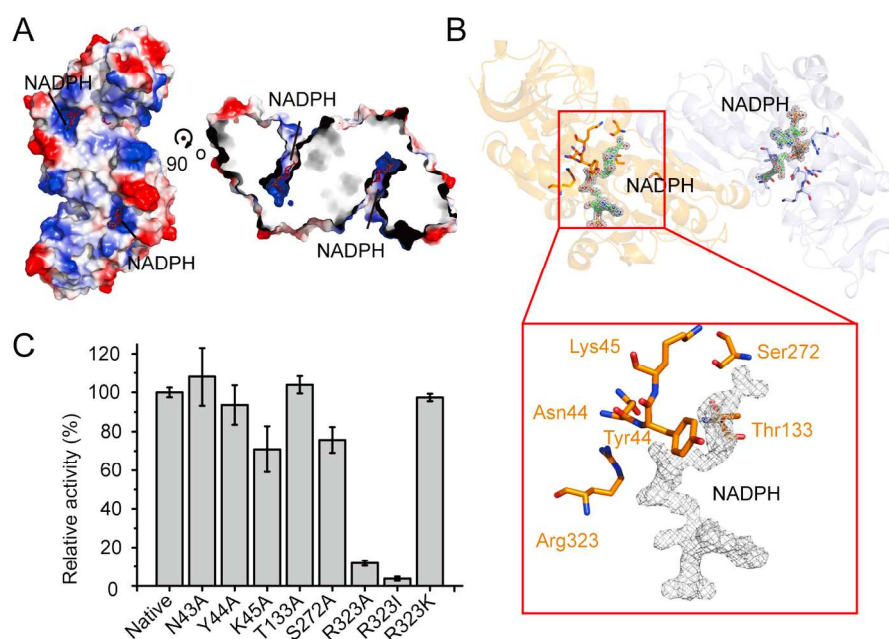 A
NADPH
90 o
NADPH
NADPH
NADPH
B
NADPH
NADPH
Lys45
Ser272
Asn44
Tyr44
Thr133
NADPH
Arg323
C
Relative activity (%)
120
100
80
60
40
20
0
Native
N43A
Y44A
K45A
T133A
S272A
R323A
R323I
R323K